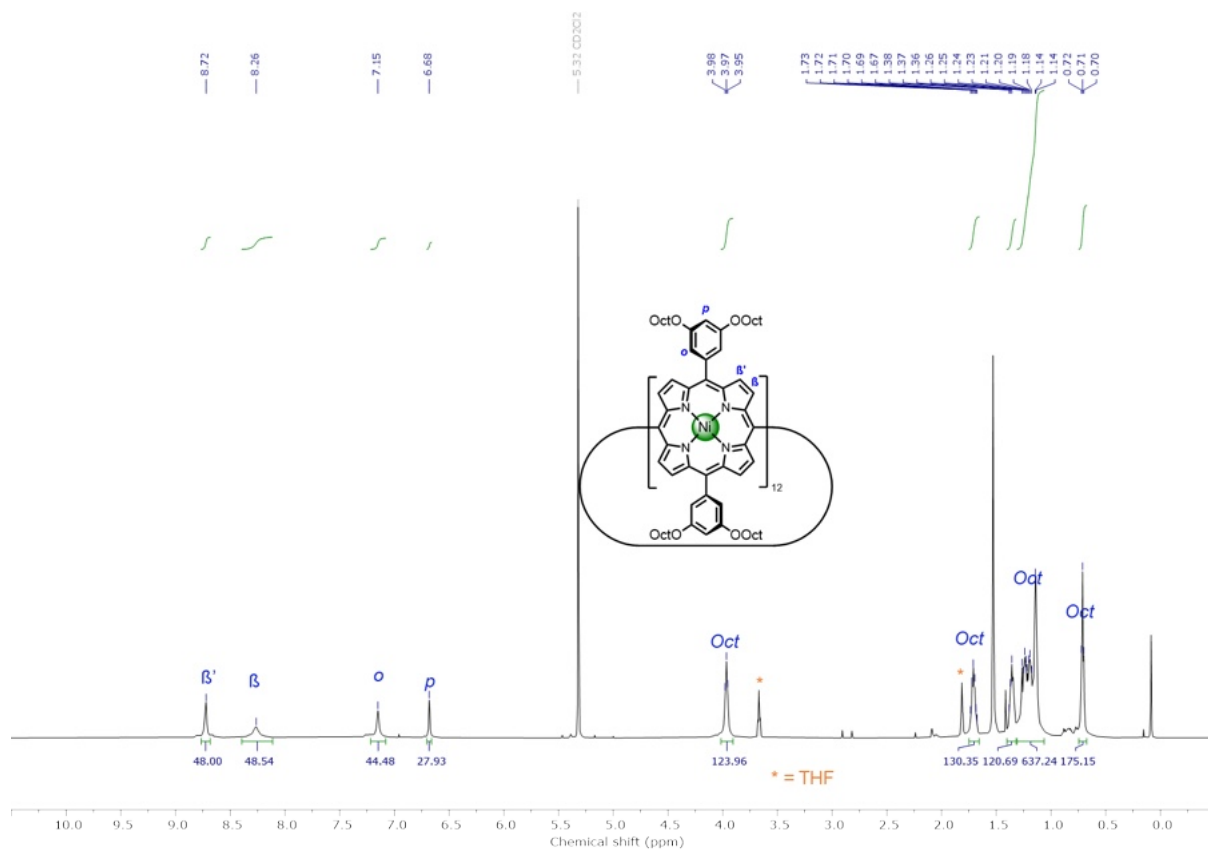 8.72
8.26
7.15
6.68
5.32 CD2Cl2
3.98
3.97
3.95
1.73
1.72
1.71
1.70
1.69
1.67
1.38
1.37
1.36
1.26
1.25
1.24
1.23
1.21
1.20
1.19
1.18
1.14
1.14
0.72
0.71
0.70
p
OctO OOct
o
ß'
ß
N N
Ni
N N
12
OctO OOct
ß' ß o p Oct * * Oct Oct Oct
48.00 48.54 44.48 27.93 123.96 130.35 120.69 637.24 175.15
* = THF
10.0 9.5 9.0 8.5 8.0 7.5 7.0 6.5 6.0 5.5 5.0 4.5 4.0 3.5 3.0 2.5 2.0 1.5 1.0 0.5 0.0
Chemical shift (ppm)